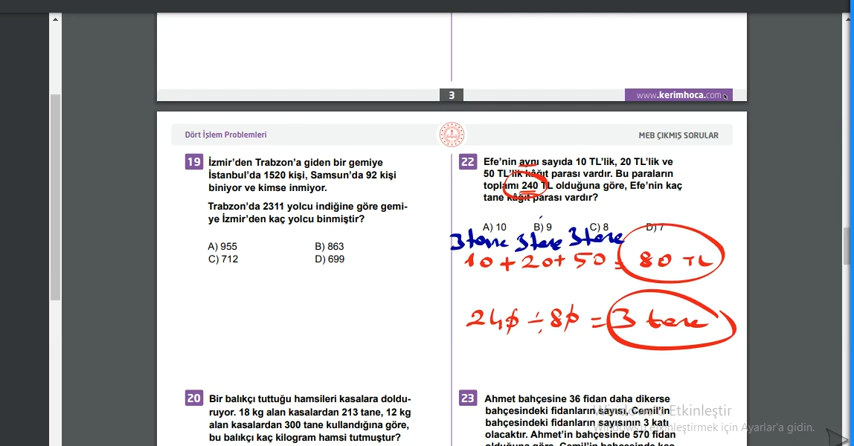 3
www.kerimhoca.com
Dört İşlem Problemleri
MEB ÇIKMIŞ SORULAR
19 İzmir'den Trabzon'a giden bir gemiye
İstanbul'da 1520 kişi, Samsun'da 92 kişi
biniyor ve kimse inmiyor.
Trabzon'da 2311 yolcu indiğine göre gemi-
ye İzmir'den kaç yolcu binmiştir?
A) 955 B) 863
C) 712 D) 699
20 Bir balıkçı tuttuğu hamsileri kasalara doldu-
ruyor. 18 kg alan kasalardan 213 tane, 12 kg
alan kasalardan 300 tane kullandığına göre,
bu balıkçı kaç kilogram hamsi tutmuştur?
22 Efe'nin aynı sayıda 10 TL'lik, 20 TL'lik ve
50 TL'lik kâğıt parası vardır. Bu paraların
toplamı 240 TL olduğuna göre, Efe'nin kaç
tane kâğıt parası vardır?
A) 10 B) 9 C) 8 D) 7
3 tane 3 tane 3 tane
10 + 20 + 50 = 80 TL
240 ÷ 80 = 3 tane
23 Ahmet bahçesine 36 fidan daha dikerse
bahçesindeki fidanların sayısı, Cemil'in
bahçesindeki fidanların sayısının 3 katı
olacaktır. Ahmet'in bahçesinde 570 fidan